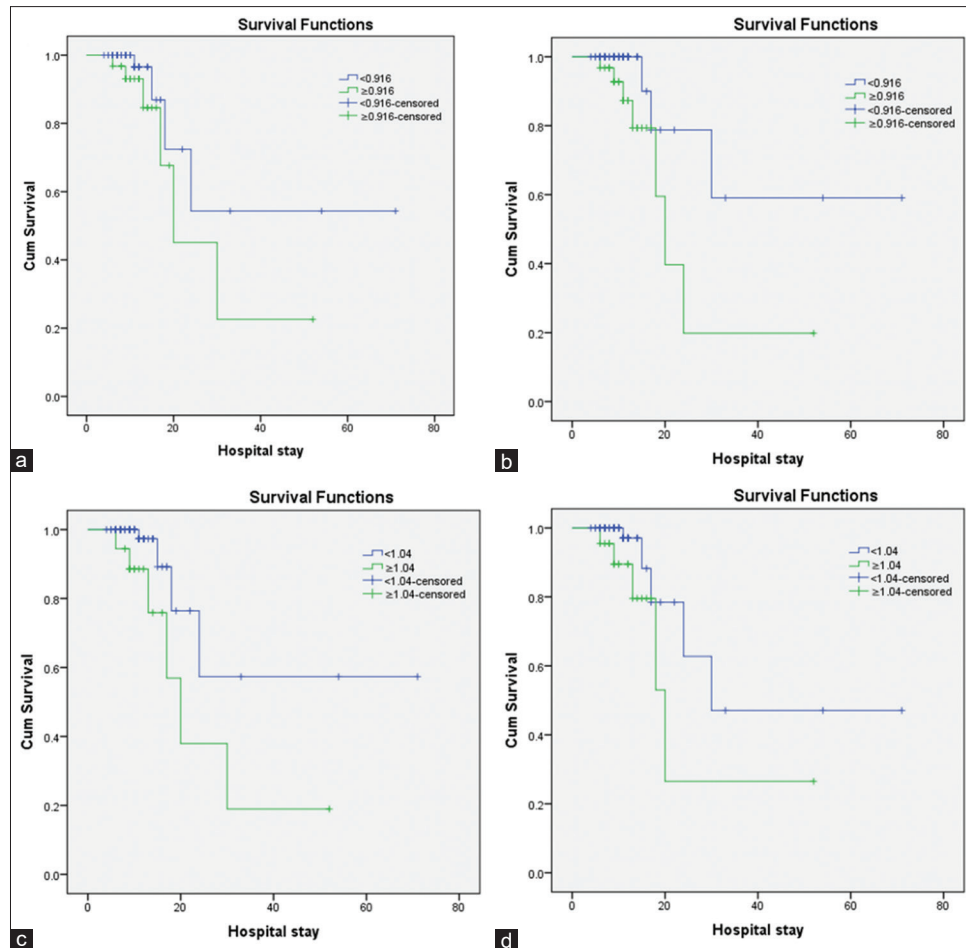 Survival Functions
1.0
0.8
0.6
0.4
0.2
0.0
Cum Survival
<0.916
≥0.916
<0.916-censored
≥0.916-censored
0 20 40 60 80
Hospital stay
a
Survival Functions
1.0
0.8
0.6
0.4
0.2
0.0
Cum Survival
<0.916
≥0.916
<0.916-censored
≥0.916-censored
0 20 40 60 80
Hospital stay
b
Survival Functions
1.0
0.8
0.6
0.4
0.2
0.0
Cum Survival
<1.04
≥1.04
<1.04-censored
≥1.04-censored
0 20 40 60 80
Hospital stay
c
Survival Functions
1.0
0.8
0.6
0.4
0.2
0.0
Cum Survival
<1.04
≥1.04
<1.04-censored
≥1.04-censored
0 20 40 60 80
Hospital stay
d